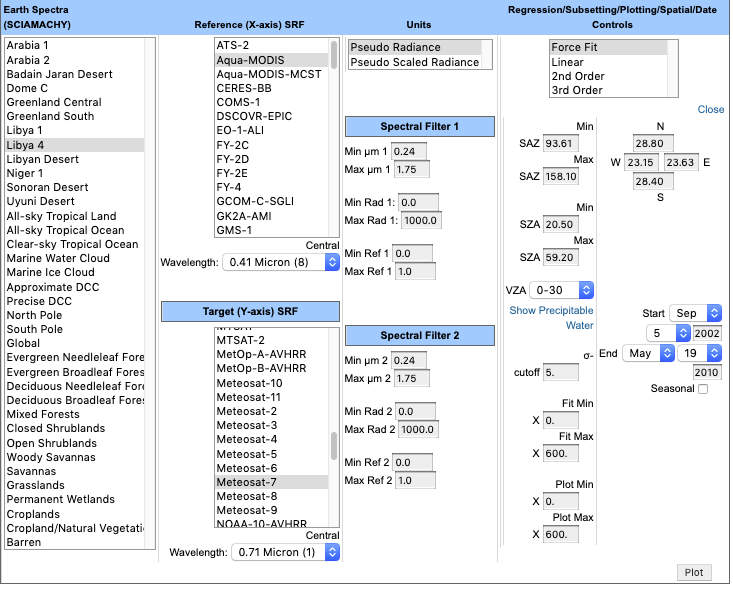 Earth Spectra
(SCIAMACHY)
Arabia 1
Arabia 2
Badain Jaran Desert
Dome C
Greenland Central
Greenland South
Libya 1
Libya 4
Libyan Desert
Niger 1
Sonoran Desert
Uyuni Desert
All-sky Tropical Land
All-sky Tropical Ocean
Clear-sky Tropical Ocean
Marine Water Cloud
Marine Ice Cloud
Approximate DCC
Precise DCC
North Pole
South Pole
Global
Evergreen Needleleaf Fore
Evergreen Broadleaf Fores
Deciduous Needleleaf For
Deciduous Broadleaf Fores
Mixed Forests
Closed Shrublands
Open Shrublands
Woody Savannas
Savannas
Grasslands
Permanent Wetlands
Croplands
Cropland/Natural Vegetati
Barren
Reference (X-axis) SRF
ATS-2
Aqua-MODIS
Aqua-MODIS-MCST
CERES-BB
COMS-1
DSCOVR-EPIC
EO-1-ALI
FY-2C
FY-2D
FY-2E
FY-4
GCOM-C-SGLI
GK2A-AMI
GMS-1
Central
Wavelength: 0.41 Micron (8)
Target (Y-axis) SRF
MTSAT
MTSAT-2
MetOp-A-AVHRR
MetOp-B-AVHRR
Meteosat-10
Meteosat-11
Meteosat-2
Meteosat-3
Meteosat-4
Meteosat-5
Meteosat-6
Meteosat-7
Meteosat-8
Meteosat-9
NOAA-10-AVHRR
Central
Wavelength: 0.71 Micron (1)
Units
Pseudo Radiance
Pseudo Scaled Radiance
Spectral Filter 1
Min µm 1 0.24
Max µm 1 1.75
Min Rad 1: 0.0
Max Rad 1: 1000.0
Min Ref 1 0.0
Max Ref 1 1.0
Spectral Filter 2
Min µm 2 0.24
Max µm 2 1.75
Min Rad 2 0.0
Max Rad 2 1000.0
Min Ref 2 0.0
Max Ref 2 1.0
Regression/Subsetting/Plotting/Spatial/Date
Controls
Force Fit
Linear
2nd Order
3rd Order
Close
Min
SAZ 93.61
Max
SAZ 158.10
Min
SZA 20.50
Max
SZA 59.20
VZA 0-30
Show Precipitable
Water
σ-
cutoff 5.
Fit Min
X 0.
Fit Max
X 600.
Plot Min
X 0.
Plot Max
X 600.
N
28.80
W 23.15 23.63 E
28.40
S
Start Sep
5 2002
End May 19
2010
Seasonal
Plot